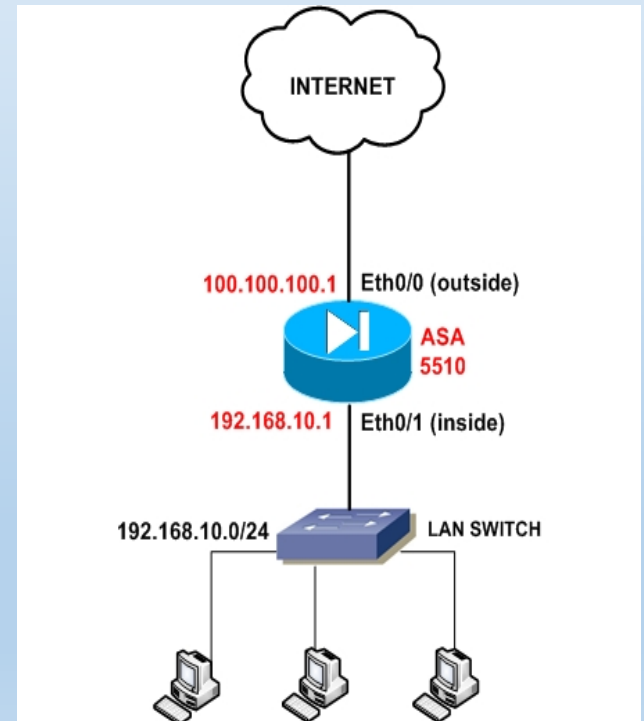 INTERNET
100.100.100.1 Eth0/0 (outside)
ASA
5510
192.168.10.1 Eth0/1 (inside)
192.168.10.0/24 LAN SWITCH